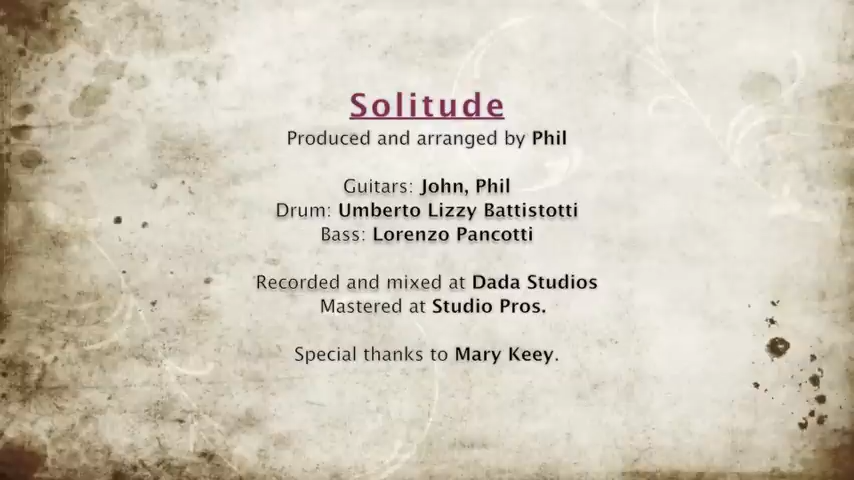 Solitude
Produced and arranged by Phil
Guitars: John, Phil
Drum: Umberto Lizzy Battistotti
Bass: Lorenzo Pancotti
Recorded and mixed at Dada Studios
Mastered at Studio Pros.
Special thanks to Mary Keey.